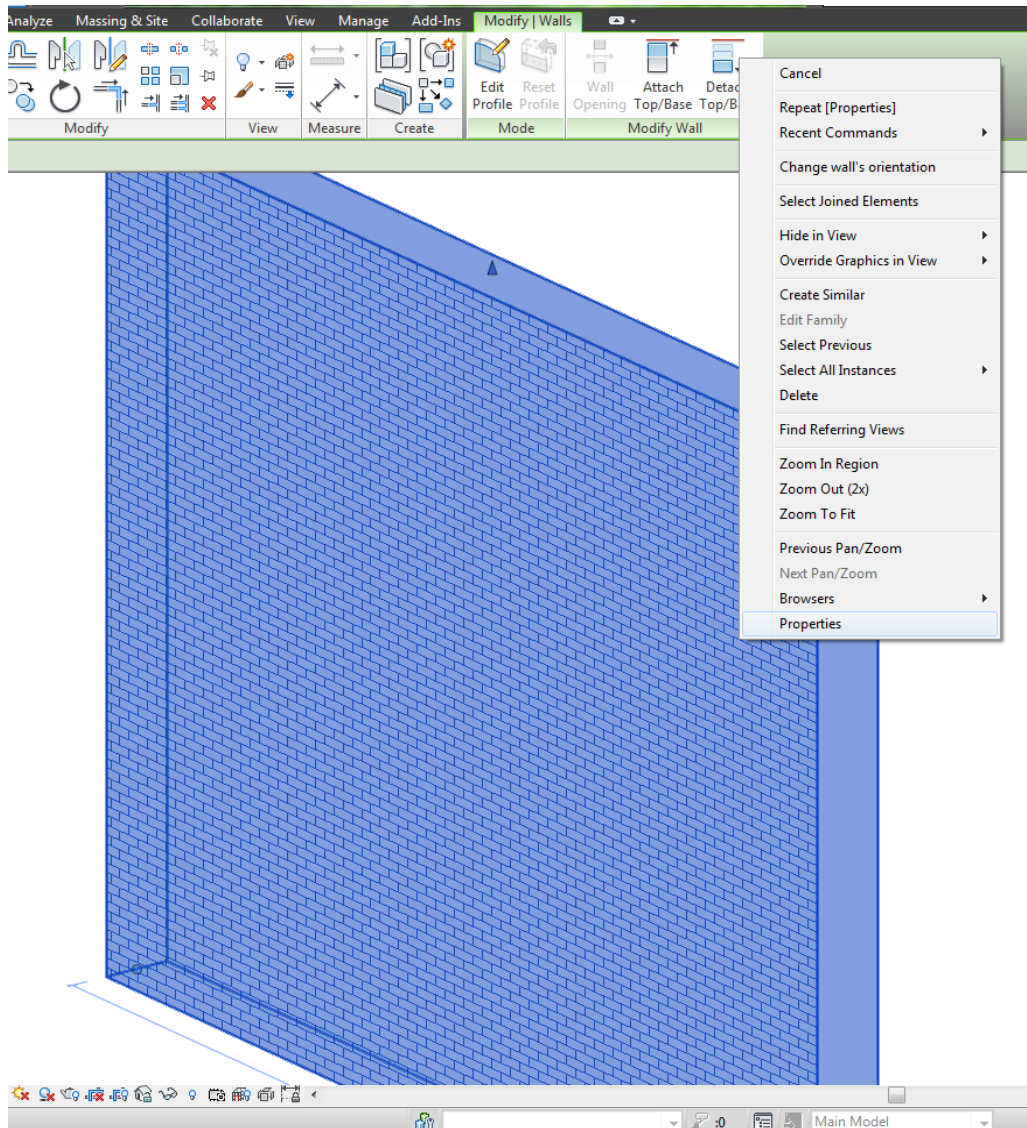 Analyze Massing & Site Collaborate View Manage Add-Ins Modify | Walls
Edit Profile
Reset Profile
Wall Opening
Attach Top/Base
Modify View Measure Create Mode Modify Wall
Cancel
Repeat [Properties]
Recent Commands
Change wall's orientation
Select Joined Elements
Hide in View
Override Graphics in View
Create Similar
Edit Family
Select Previous
Select All Instances
Delete
Find Referring Views
Zoom In Region
Zoom Out (2x)
Zoom To Fit
Previous Pan/Zoom
Next Pan/Zoom
Browsers
Properties
:0 Main Model